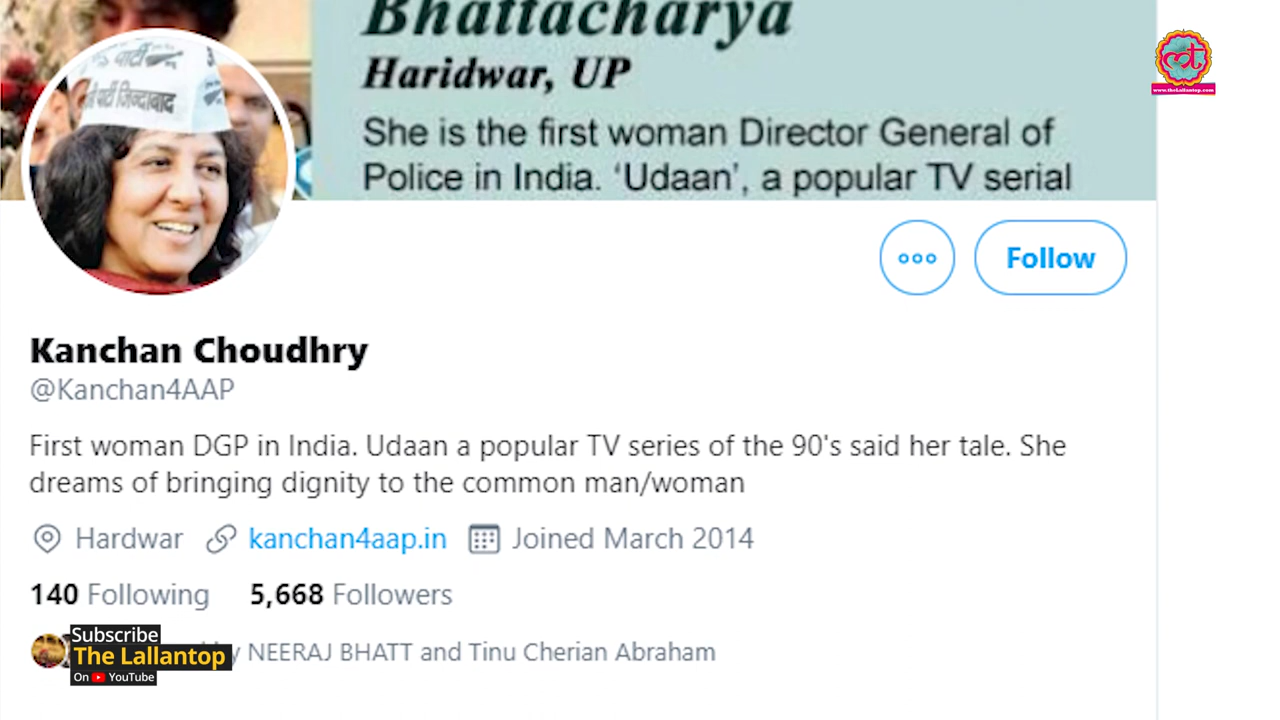 Bhattacharya
Haridwar, UP
She is the first woman Director General of
Police in India. ‘Udaan’, a popular TV serial
पार्टी
पार्टी जिन्दाबाद
www.thelallantop.com
Follow
Kanchan Choudhry
@Kanchan4AAP
First woman DGP in India. Udaan a popular TV series of the 90's said her tale. She
dreams of bringing dignity to the common man/woman
Hardwar kanchan4aap.in Joined March 2014
140 Following 5,668 Followers
NEERAJ BHATT and Tinu Cherian Abraham
Subscribe
The Lallantop
On YouTube